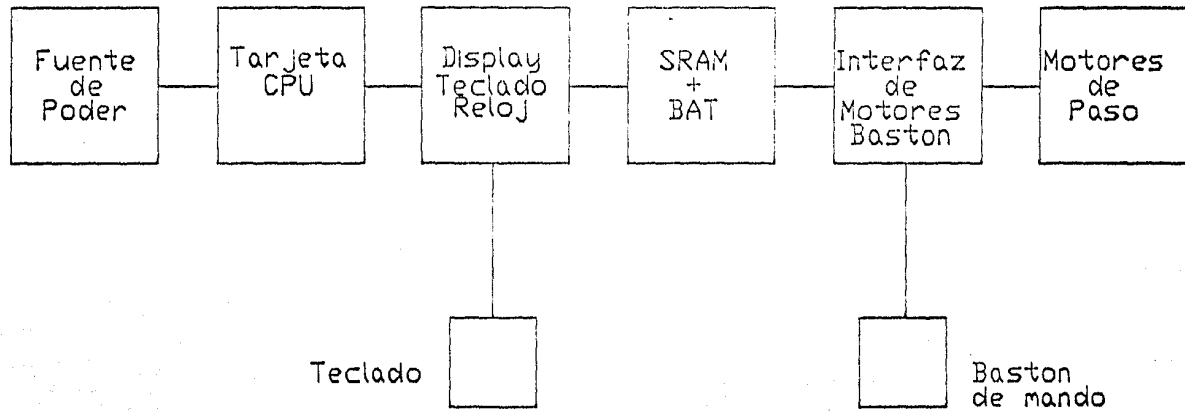 Fuente
de
Poder
Tarjeta
CPU
Display
Teclado
Reloj
SRAM
+
BAT
Interfaz
de
Motores
Baston
Motores
de
Paso
Teclado
Baston
de mando